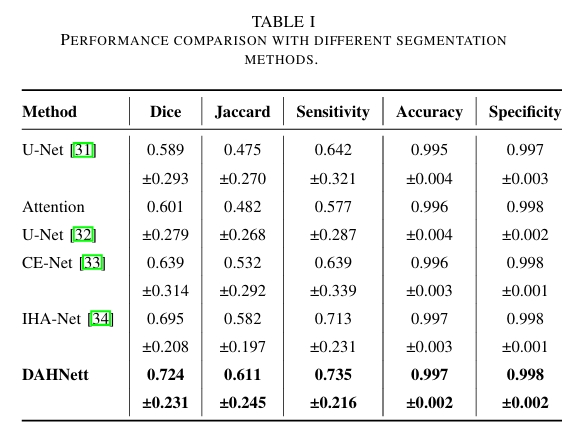 TABLE I
PERFORMANCE COMPARISON WITH DIFFERENT SEGMENTATION
METHODS.
Method Dice Jaccard Sensitivity Accuracy Specificity
U-Net [31] 0.589 0.475 0.642 0.995 0.997
±0.293 ±0.270 ±0.321 ±0.004 ±0.003
Attention 0.601 0.482 0.577 0.996 0.998
U-Net [32] ±0.279 ±0.268 ±0.287 ±0.004 ±0.002
CE-Net [33] 0.639 0.532 0.639 0.996 0.998
±0.314 ±0.292 ±0.339 ±0.003 ±0.001
IHA-Net [34] 0.695 0.582 0.713 0.997 0.998
±0.208 ±0.197 ±0.231 ±0.003 ±0.001
DAHNett 0.724 0.611 0.735 0.997 0.998
±0.231 ±0.245 ±0.216 ±0.002 ±0.002